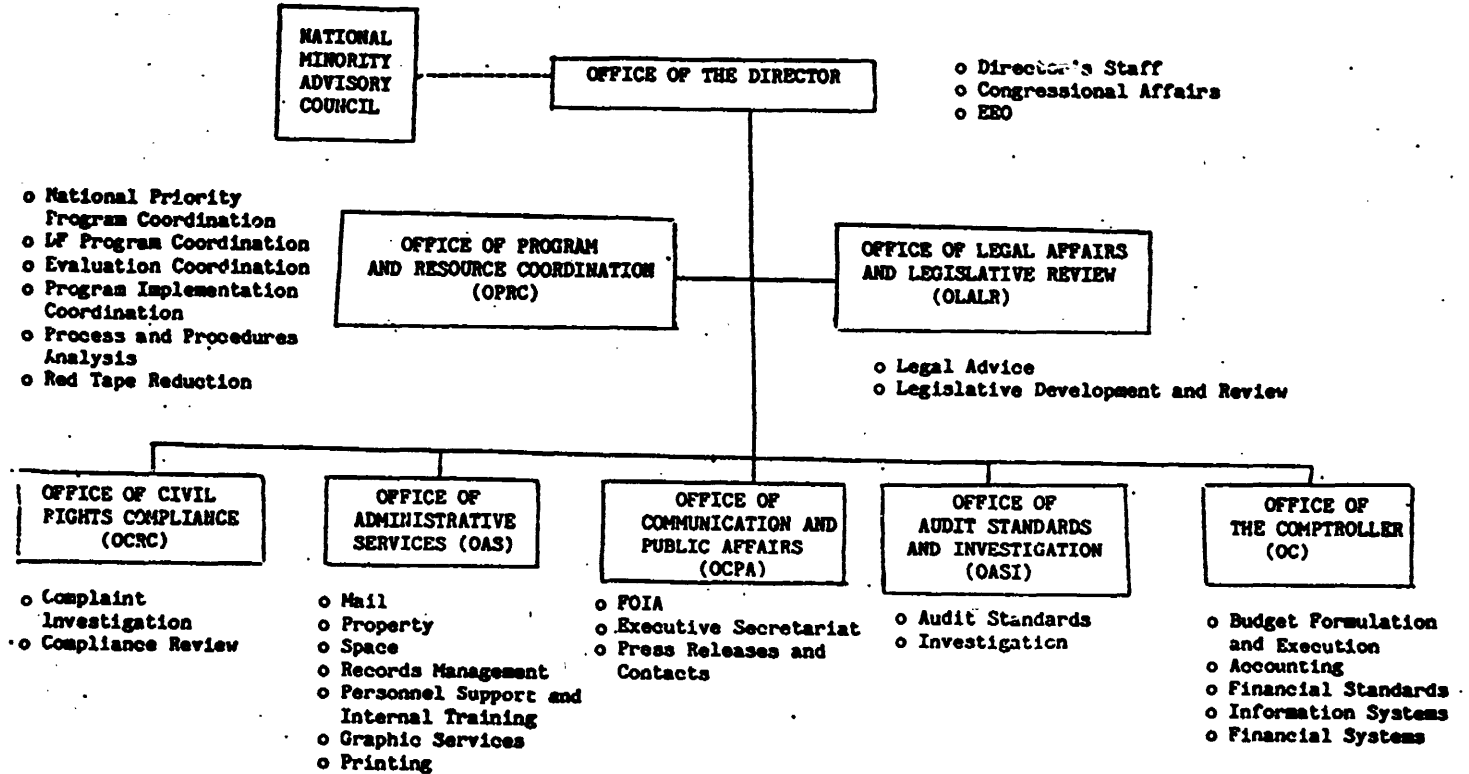 NATIONAL
MINORITY
ADVISORY
COUNCIL
OFFICE OF THE DIRECTOR
o Director's Staff
o Congressional Affairs
o EEO
o National Priority
Program Coordination
o LF Program Coordination
o Evaluation Coordination
o Program Implementation
Coordination
o Process and Procedures
Analysis
o Red Tape Reduction
OFFICE OF PROGRAM
AND RESOURCE COORDINATION
(OPRC)
OFFICE OF LEGAL AFFAIRS
AND LEGISLATIVE REVIEW
(OLALR)
o Legal Advice
o Legislative Development and Review
OFFICE OF CIVIL
RIGHTS COMPLIANCE
(OCRC)
o Complaint
Investigation
o Compliance Review
OFFICE OF
ADMINISTRATIVE
SERVICES (OAS)
o Mail
o Property
o Space
o Records Management
o Personnel Support and
Internal Training
o Graphic Services
o Printing
OFFICE OF
COMMUNICATION AND
PUBLIC AFFAIRS
(OCPA)
o FOIA
o Executive Secretariat
o Press Releases and
Contacts
OFFICE OF
AUDIT STANDARDS
AND INVESTIGATION
(OASI)
o Audit Standards
o Investigation
OFFICE OF
THE COMPTROLLER
(OC)
o Budget Formulation
and Execution
o Accounting
o Financial Standards
o Information Systems
o Financial Systems